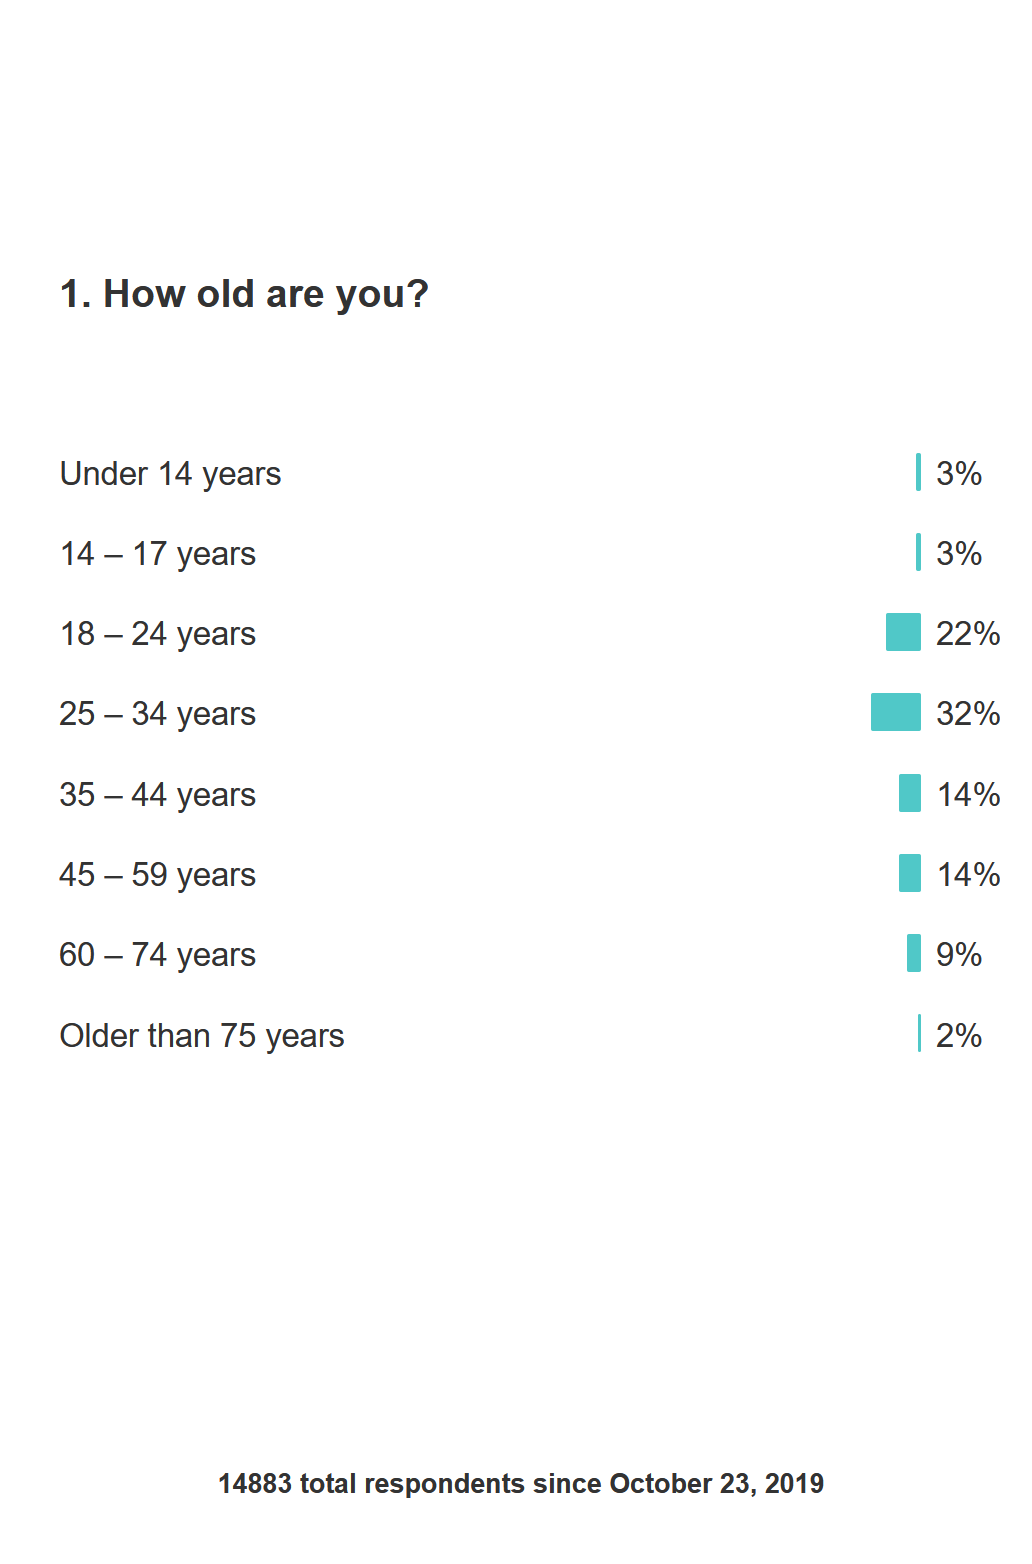 1. How old are you?
Under 14 years 3%
14 – 17 years 3%
18 – 24 years 22%
25 – 34 years 32%
35 – 44 years 14%
45 – 59 years 14%
60 – 74 years 9%
Older than 75 years 2%
14883 total respondents since October 23, 2019